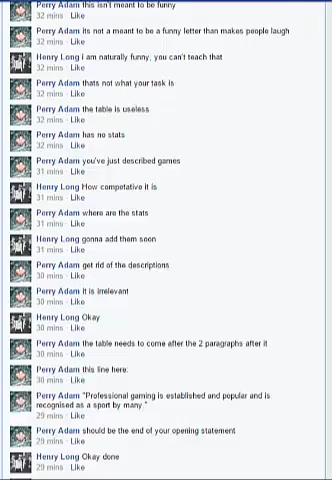 Perry Adam this isn't meant to be funny
32 mins · Like
Perry Adam its not a meant to be a funny letter than makes people laugh
32 mins · Like
Henry Long I am naturally funny, you can't teach that
32 mins · Like
Perry Adam thats not what your task is
32 mins · Like
Perry Adam the table is useless
32 mins · Like
Perry Adam has no stats
32 mins · Like
Perry Adam you've just described games
31 mins · Like
Henry Long How competative it is
31 mins · Like
Perry Adam where are the stats
31 mins · Like
Henry Long gonna add them soon
31 mins · Like
Perry Adam get rid of the descriptions
30 mins · Like
Perry Adam it is irrelevant
30 mins · Like
Henry Long Okay
30 mins · Like
Perry Adam the table needs to come after the 2 paragraphs after it
30 mins · Like
Perry Adam this line here:
30 mins · Like
Perry Adam "Professional gaming is established and popular and is
recognised as a sport by many "
29 mins · Like
Perry Adam should be the end of your opening statement
29 mins · Like
Henry Long Okay done
29 mins · Like